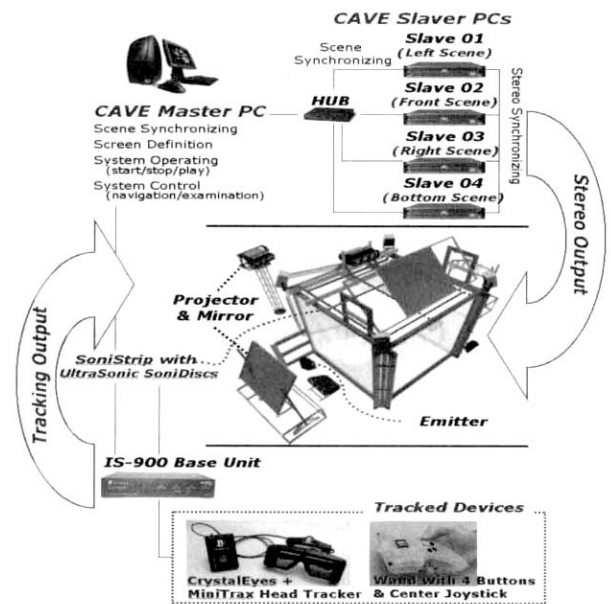 CAVE Slaver PCs
Slave 01
(Left Scene)
Scene
Synchronizing
Slave 02
(Front Scene)
HUB
Slave 03
(Right Scene)
Slave 04
(Bottom Scene)
Stereo Synchronizing
CAVE Master PC
Scene Synchronizing
Screen Definition
System Operating
(start/stop/play)
System Control
(navigation/examination)
Stereo Output
Projector
& Mirror
SoniStrip with
UltraSonic SoniDiscs
Emitter
Tracking Output
IS-900 Base Unit
Tracked Devices
CrystalEyes +
MiniTrax Head Tracker
Wand with 4 Buttons
& Center Joystick